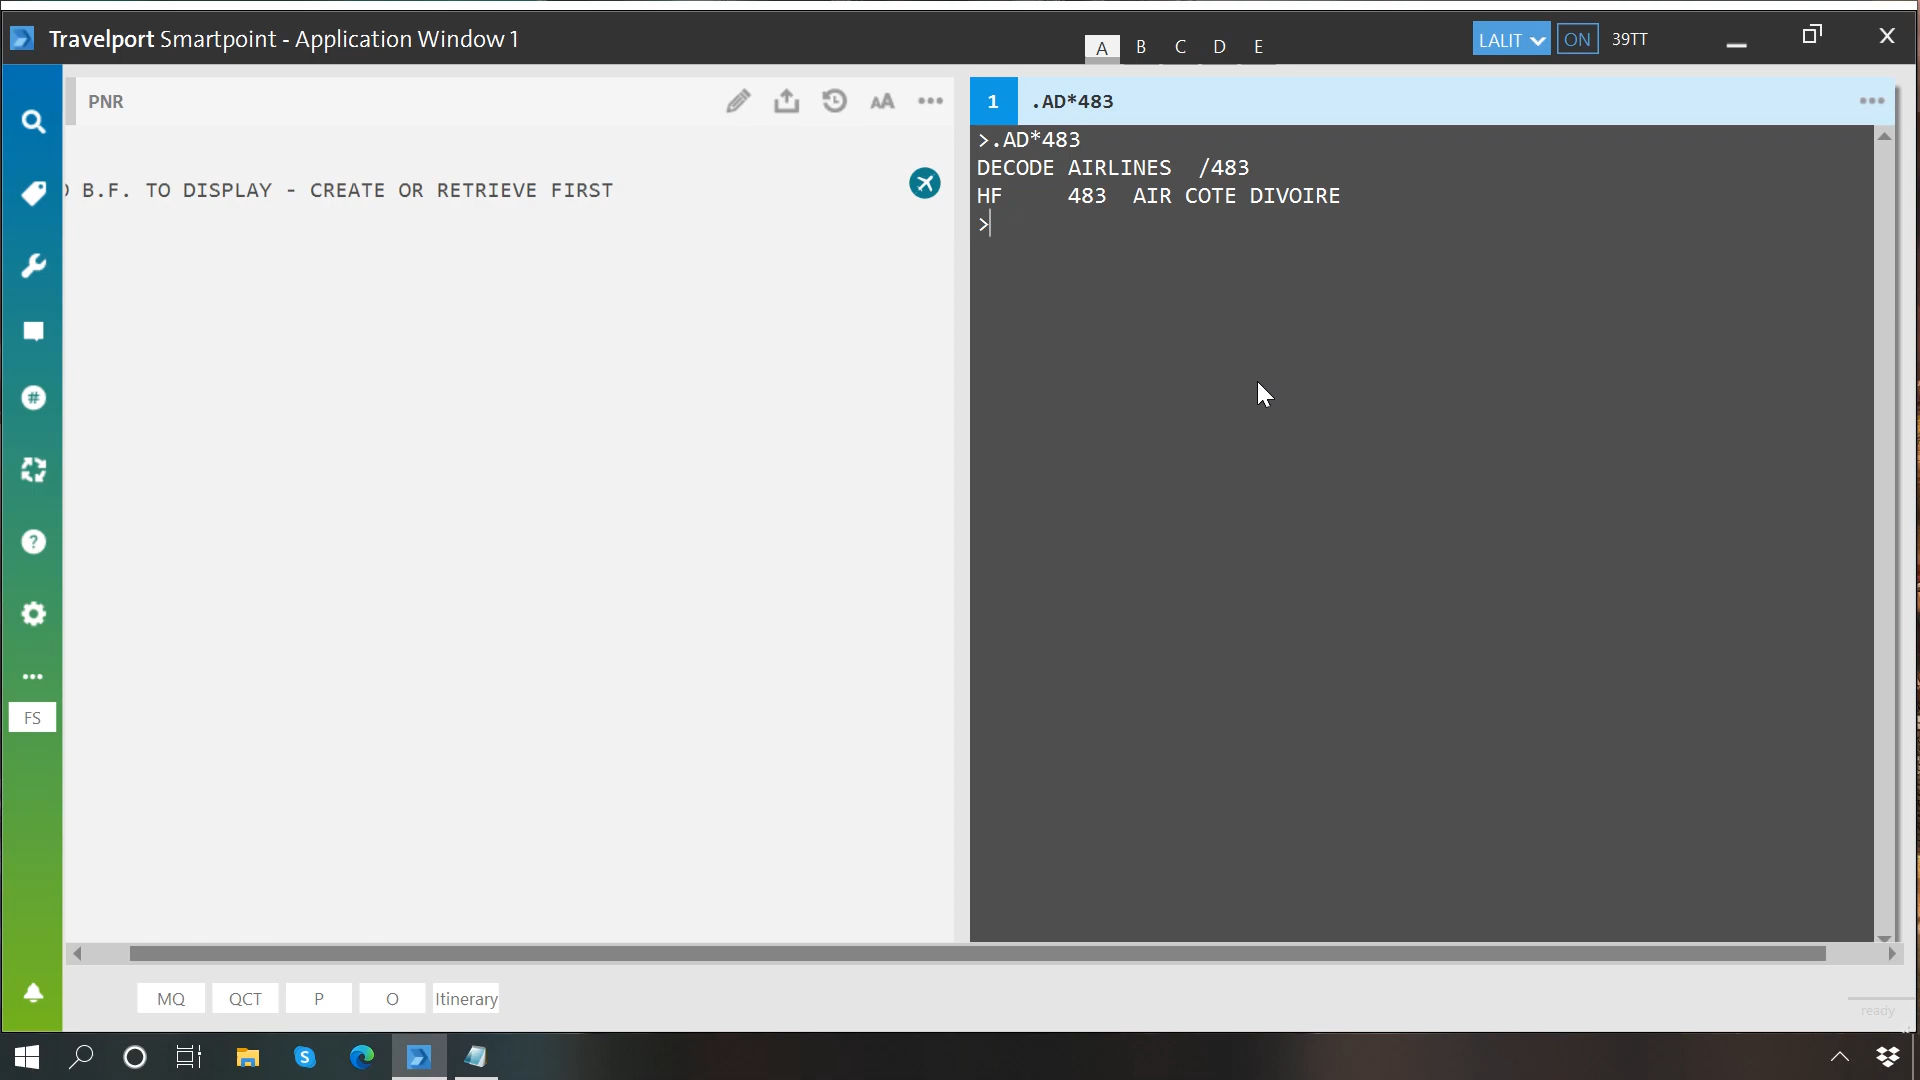 Travelport Smartpoint - Application Window 1
A B C D E
LALIT ON 39TT
PNR
B.F. TO DISPLAY - CREATE OR RETRIEVE FIRST
1 .AD*483
>.AD*483
DECODE AIRLINES /483
HF 483 AIR COTE DIVOIRE
>
FS
MQ QCT P O Itinerary
ready